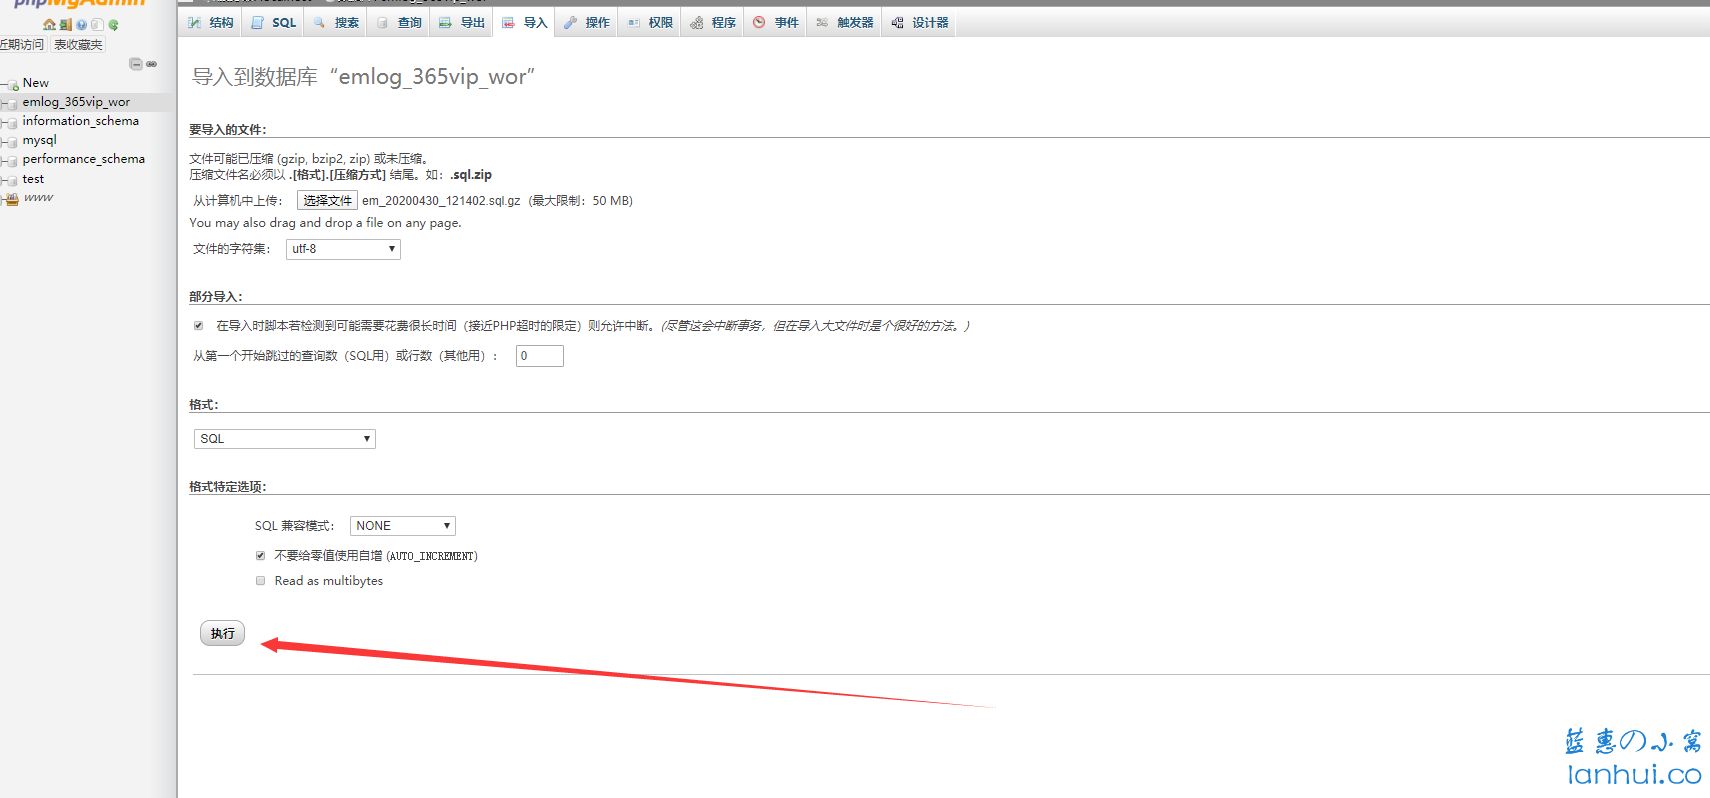 phpMyAdmin
近期访问 表收藏夹
New
emlog_365vip_wor
information_schema
mysql
performance_schema
test
www
结构 SQL 搜索 查询 导出 导入 操作 权限 程序 事件 触发器 设计器
导入到数据库“emlog_365vip_wor”
要导入的文件：
文件可能已压缩 (gzip, bzip2, zip) 或未压缩。
压缩文件名必须以 .[格式].[压缩方式] 结尾。如：.sql.zip
从计算机中上传： 选择文件 em_20200430_121402.sql.gz (最大限制：50 MB)
You may also drag and drop a file on any page.
文件的字符集： utf-8
部分导入：
在导入时脚本若检测到可能需要花费很长时间（接近PHP超时的限定）则允许中断。(尽管这会中断事务，但在导入大文件时是个很好的方法。)
从第一个开始跳过的查询数（SQL用）或行数（其他用）： 0
格式：
SQL
格式特定选项：
SQL 兼容模式： NONE
不要给零值使用自增 (AUTO_INCREMENT)
Read as multibytes
执行
蓝惠の小窝
lanhui.co